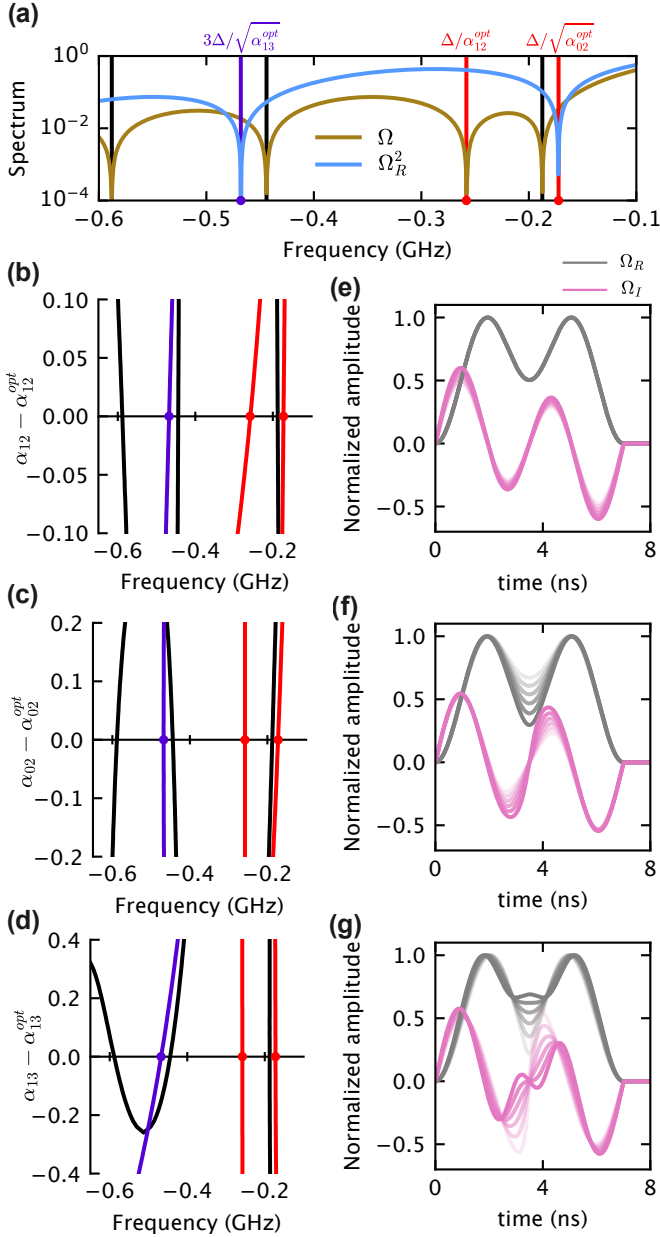 (a)
3Δ/√α₁₃ᵒᵖᵗ Δ/α₁₂ᵒᵖᵗ Δ/√α₀₂ᵒᵖᵗ
Spectrum
10⁰
10⁻²
10⁻⁴
Ω
Ω_R²
−0.6 −0.5 −0.4 −0.3 −0.2 −0.1
Frequency (GHz)
(b)
α₁₂ − α₁₂ᵒᵖᵗ
0.10
0.05
0.00
−0.05
−0.10
−0.6 −0.4 −0.2
Frequency (GHz)
Ω_R
Ω_I
(e)
Normalized amplitude
1.0
0.5
0.0
−0.5
0 4 8
time (ns)
(c)
α₀₂ − α₀₂ᵒᵖᵗ
0.2
0.1
0.0
−0.1
−0.2
−0.6 −0.4 −0.2
Frequency (GHz)
(f)
Normalized amplitude
1.0
0.5
0.0
−0.5
0 4 8
time (ns)
(d)
α₁₃ − α₁₃ᵒᵖᵗ
0.4
0.2
0.0
−0.2
−0.4
−0.6 −0.4 −0.2
Frequency (GHz)
(g)
Normalized amplitude
1.0
0.5
0.0
−0.5
0 4 8
time (ns)